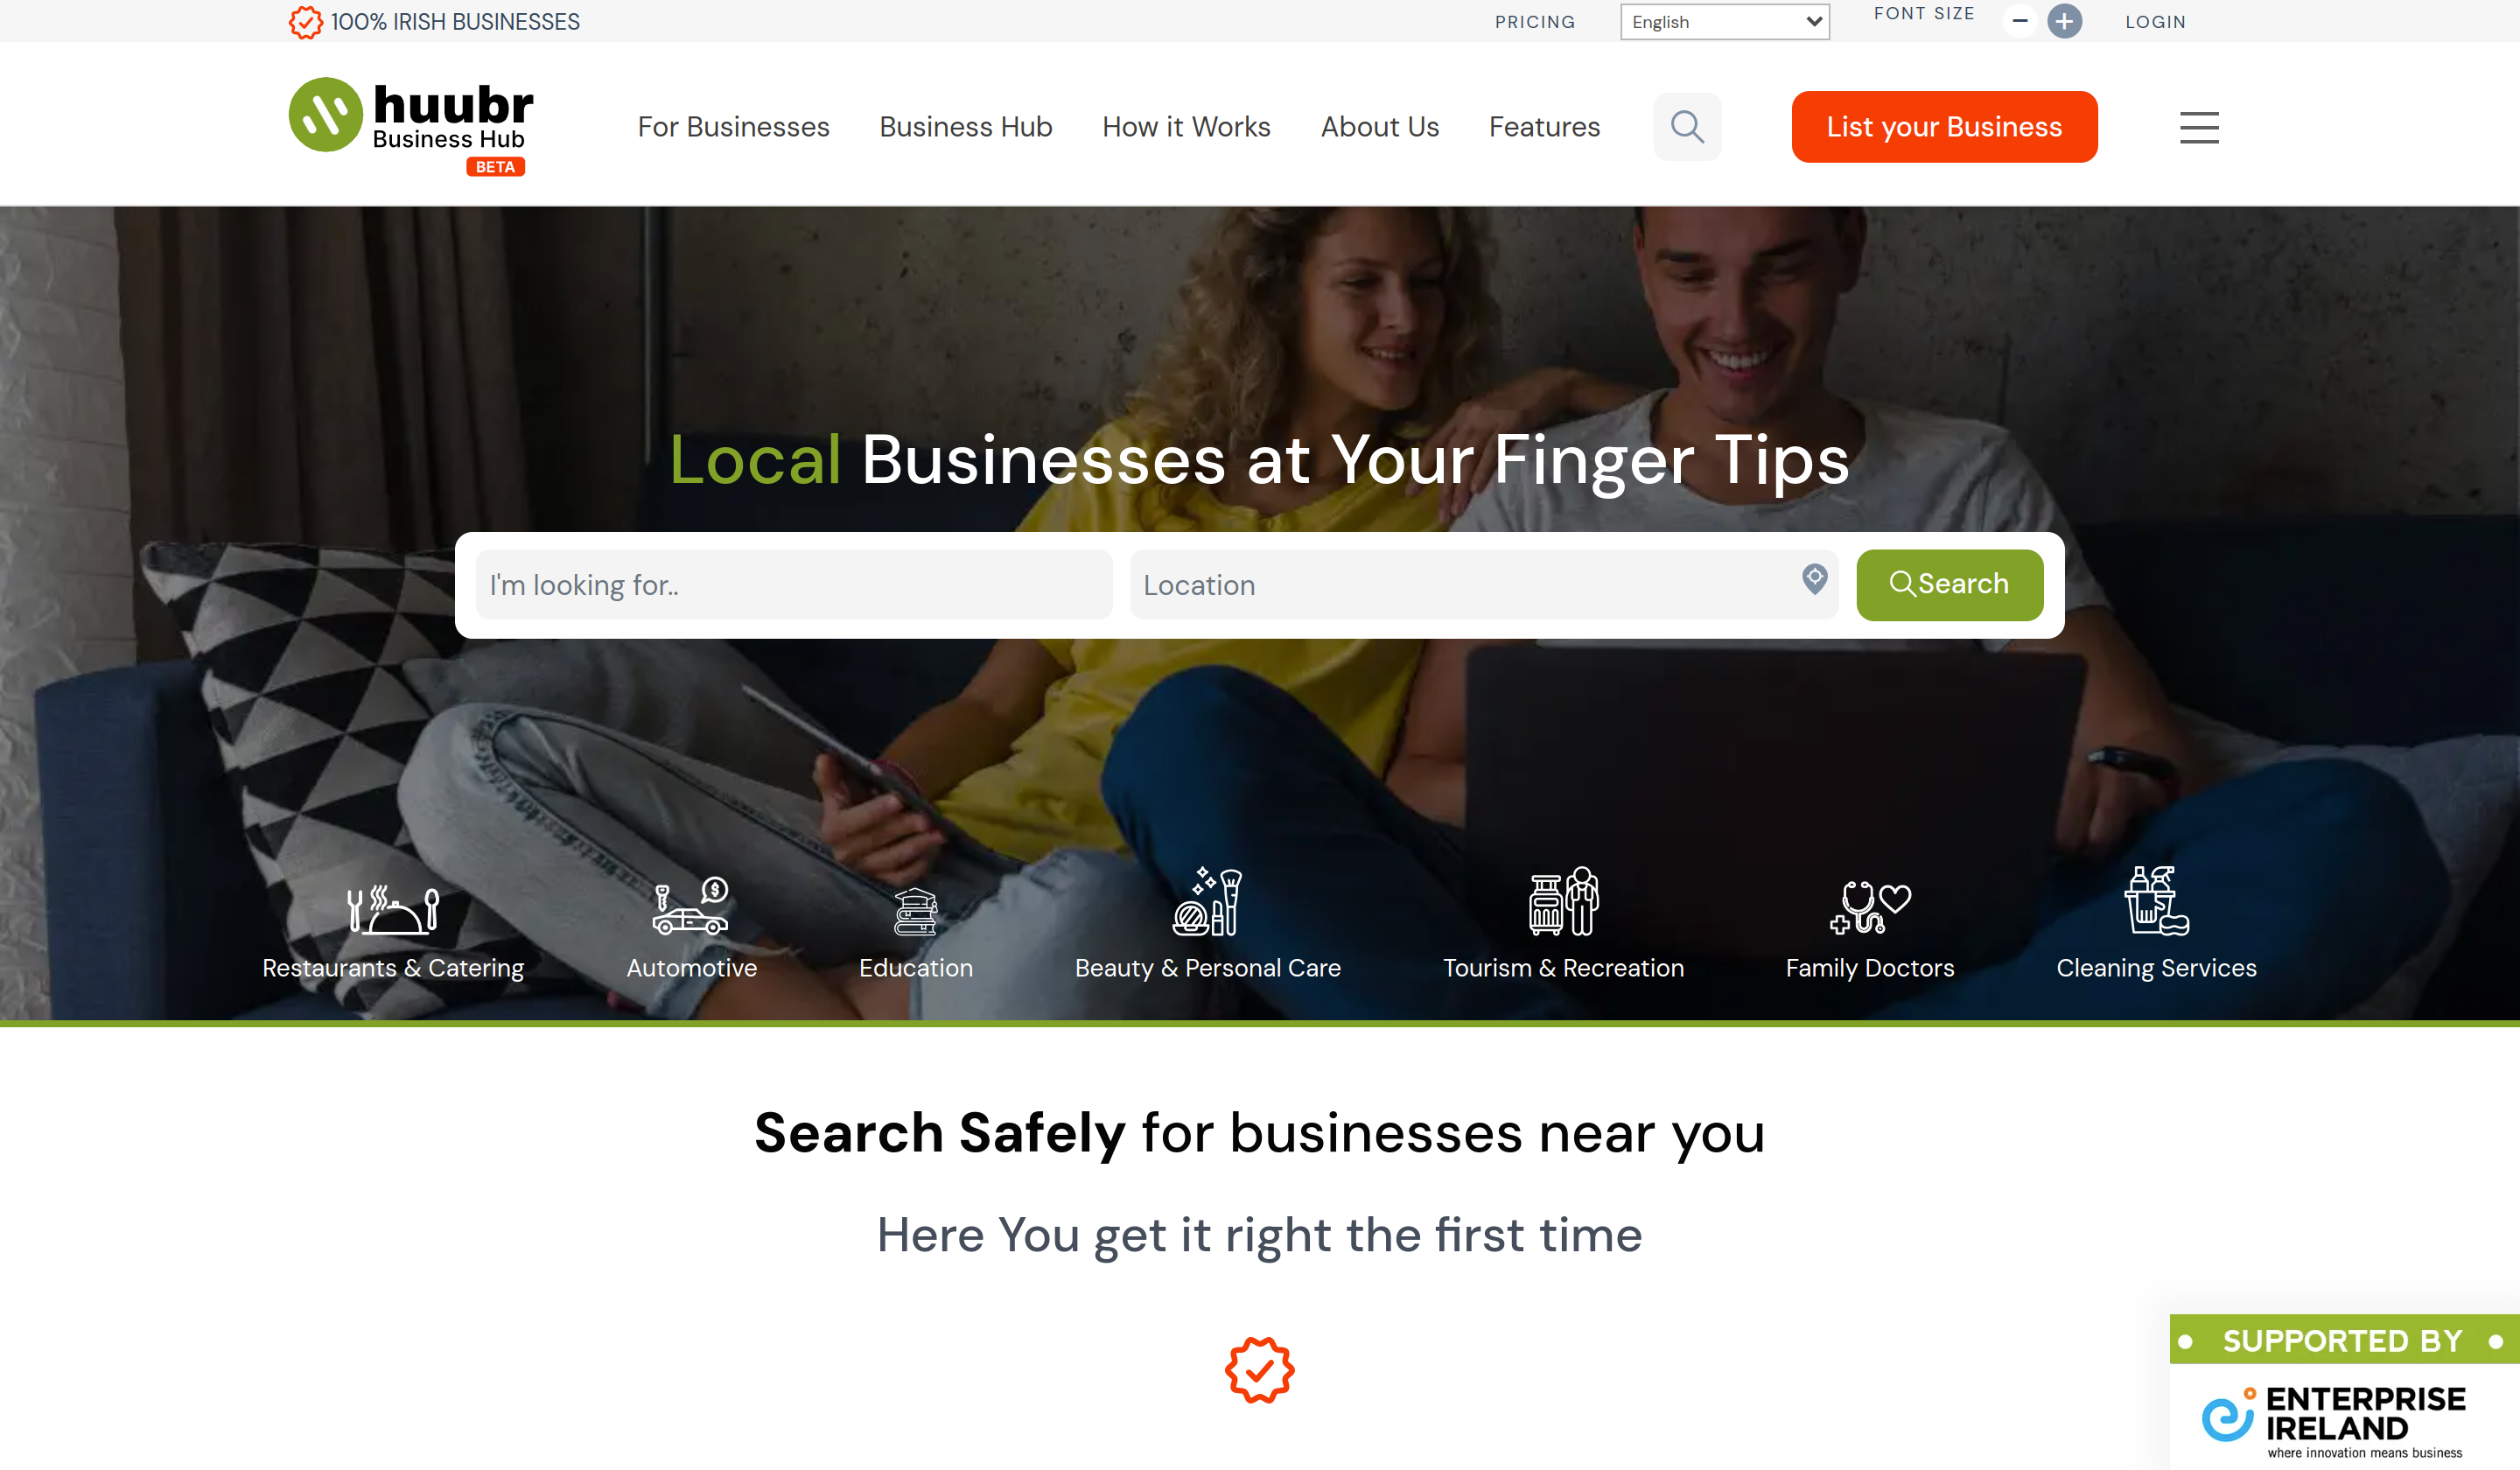 100% IRISH BUSINESSES
PRICING
English
FONT SIZE
LOGIN
huubr
Business Hub
BETA
For Businesses
Business Hub
How it Works
About Us
Features
List your Business
Local Businesses at Your Finger Tips
I'm looking for..
Location
Search
Restaurants & Catering
Automotive
Education
Beauty & Personal Care
Tourism & Recreation
Family Doctors
Cleaning Services
Search Safely for businesses near you
Here You get it right the first time
SUPPORTED BY
ENTERPRISE
IRELAND
where innovation means business